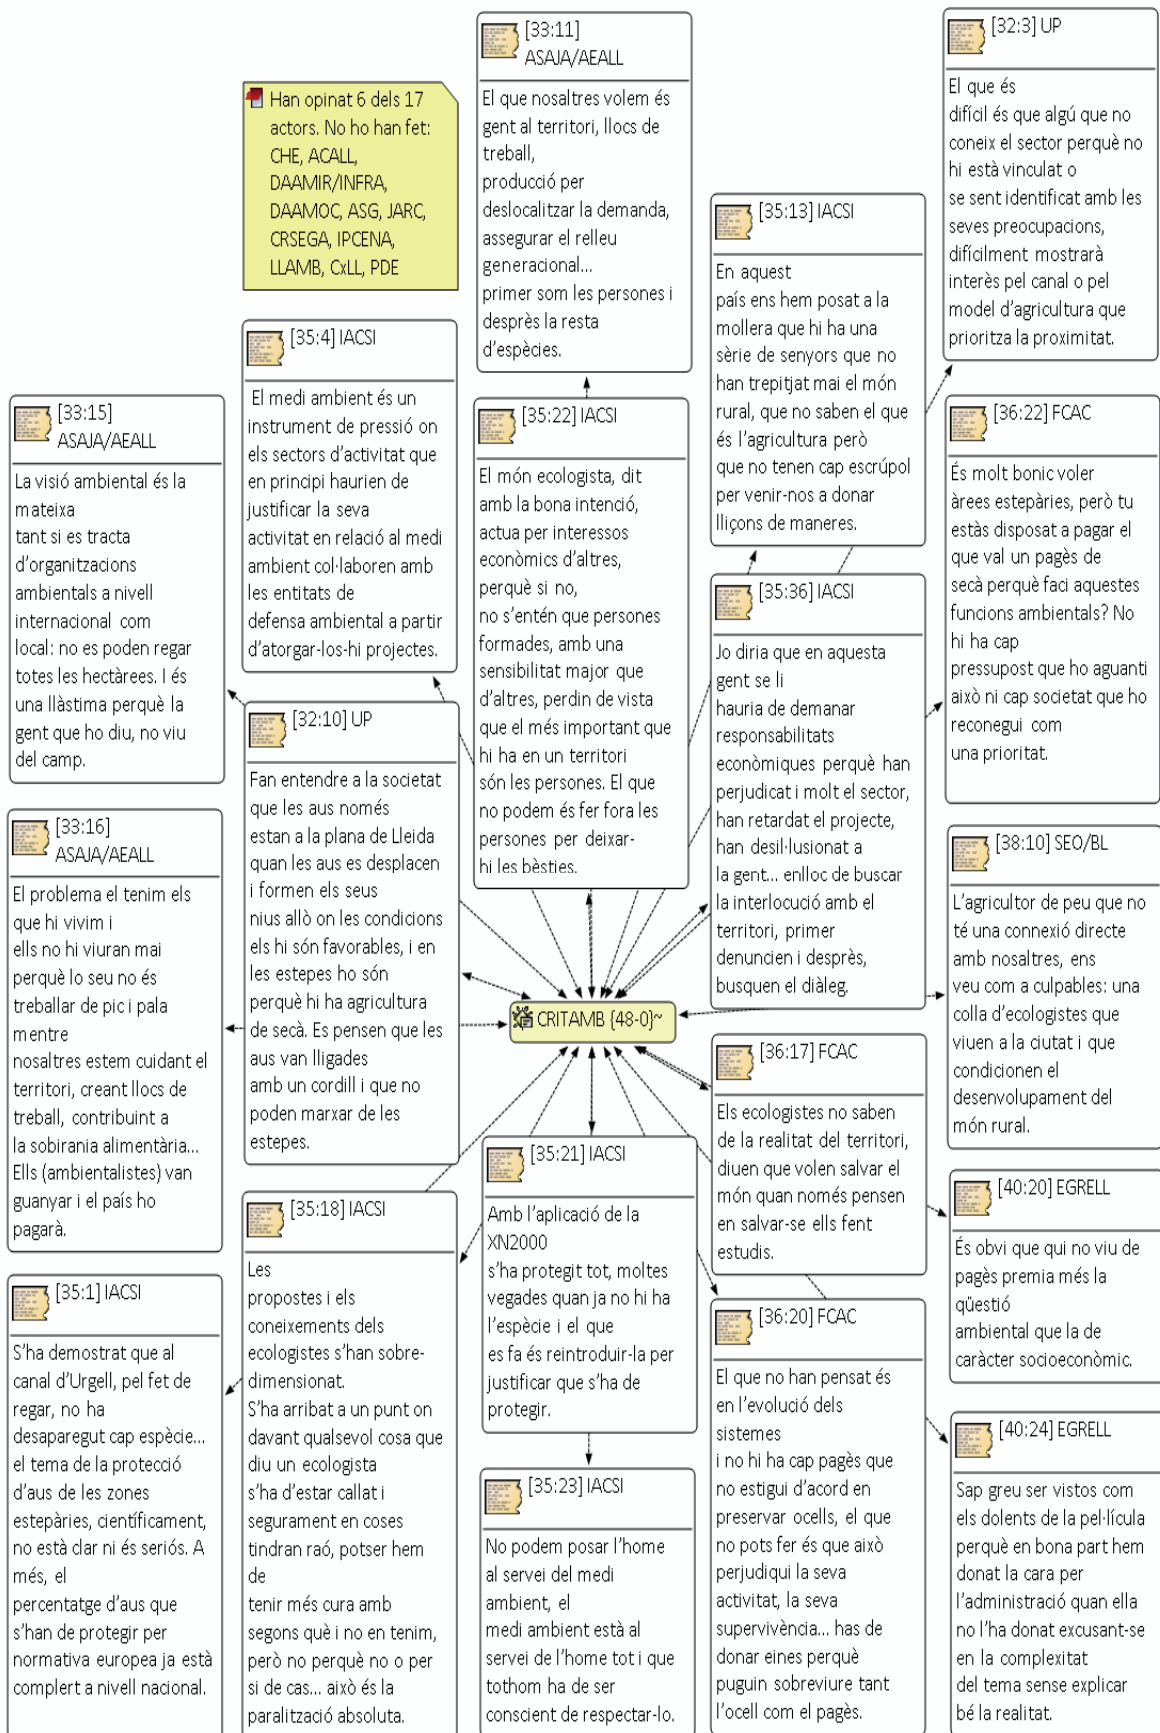 [33:11]
ASAJA/AEALL
El que nosaltres volem és
gent al territori, llocs de
treball,
producció per
deslocalitzar la demanda,
assegurar el relleu
generacional...
primer som les persones i
desprès la resta
d'espècies.
[32:3] UP
El que és
difícil és que algú que no
coneix el sector perquè no
hi està vinculat o
se sent identificat amb les
seves preocupacions,
difícilment mostrarà
interès pel canal o pel
model d'agricultura que
prioritza la proximitat.
Han opinat 6 dels 17
actors. No ho han fet:
CHE, ACALL,
DAAMIR/INFRA,
DAAMOC, ASG, JARC,
CRSEGA, IPCENA,
LLAMB, CxLL, PDE
[35:13] IACSI
En aquest
país ens hem posat a la
mollera que hi ha una
sèrie de senyors que no
han trepitjat mai el món
rural, que no saben el que
és l'agricultura però
que no tenen cap escrúpol
per venir-nos a donar
lliçons de maneres.
[35:4] IACSI
El medi ambient és un
instrument de pressió on
els sectors d'activitat que
en principi haurien de
justificar la seva
activitat en relació al medi
ambient col·laboren amb
les entitats de
defensa ambiental a partir
d'atorgar-los-hi projectes.
[33:15]
ASAJA/AEALL
La visió ambiental és la
mateixa
tant si es tracta
d'organitzacions
ambientals a nivell
internacional com
local: no es poden regar
totes les hectàrees. I és
una llàstima perquè la
gent que ho diu, no viu
del camp.
[35:22] IACSI
El món ecologista, dit
amb la bona intenció,
actua per interessos
econòmics d'altres,
perquè si no,
no s'entén que persones
formades, amb una
sensibilitat major que
d'altres, perdin de vista
que el més important que
hi ha en un territori
són les persones. El que
no podem és fer fora les
persones per deixar-
hi les bèsties.
[36:22] FCAC
És molt bonic voler
àrees estepàries, però tu
estàs disposat a pagar el
que val un pagès de
secà perquè faci aquestes
funcions ambientals? No
hi ha cap
pressupost que ho aguanti
això ni cap societat que ho
reconegui com
una prioritat.
[35:36] IACSI
Jo diria que en aquesta
gent se li
hauria de demanar
responsabilitats
econòmiques perquè han
perjudicat i molt el sector,
han retardat el projecte,
han desil·lusionat a
la gent... enlloc de buscar
la interlocució amb el
territori, primer
denuncien i desprès,
busquen el diàleg.
[32:10] UP
Fan entendre a la societat
que les aus només
estan a la plana de Lleida
quan les aus es desplacen
i formen els seus
nius allò on les condicions
els hi són favorables, i en
les estepes ho són
perquè hi ha agricultura
de secà. Es pensen que les
aus van lligades
amb un cordill i que no
poden marxar de les
estepes.
[33:16]
ASAJA/AEALL
El problema el tenim els
que hi vivim i
ells no hi viuran mai
perquè lo seu no és
treballar de pic i pala
mentre
nosaltres estem cuidant el
territori, creant llocs de
treball, contribuint a
la sobirania alimentària...
Ells (ambientalistes) van
guanyar i el país ho
pagarà.
[38:10] SEO/BL
L'agricultor de peu que no
té una connexió directe
amb nosaltres, ens
veu com a culpables: una
colla d'ecologistes que
viuen a la ciutat i que
condicionen el
desenvolupament del
món rural.
CRITAMB {48-0}~
[36:17] FCAC
Els ecologistes no saben
de la realitat del territori,
diuen que volen salvar el
món quan només pensen
en salvar-se ells fent
estudis.
[35:21] IACSI
Amb l'aplicació de la
XN2000
s'ha protegit tot, moltes
vegades quan ja no hi ha
l'espècie i el que
es fa és reintroduir-la per
justificar que s'ha de
protegir.
[40:20] EGRELL
És obvi que qui no viu de
pagès premia més la
qüestió
ambiental que la de
caràcter socioeconòmic.
[35:18] IACSI
Les
propostes i els
coneixements dels
ecologistes s'han sobre-
dimensionat.
S'ha arribat a un punt on
davant qualsevol cosa que
diu un ecologista
s'ha d'estar callat i
segurament en coses
tindran raó, potser hem
de
tenir més cura amb
segons què i no en tenim,
però no perquè no o per
si de cas... això és la
paralització absoluta.
[35:1] IACSI
S'ha demostrat que al
canal d'Urgell, pel fet de
regar, no ha
desaparegut cap espècie...
el tema de la protecció
d'aus de les zones
estepàries, científicament,
no està clar ni és seriós. A
més, el
percentatge d'aus que
s'han de protegir per
normativa europea ja està
complert a nivell nacional.
[36:20] FCAC
El que no han pensat és
en l'evolució dels
sistemes
i no hi ha cap pagès que
no estigui d'acord en
preservar ocells, el que
no pots fer és que això
perjudiqui la seva
activitat, la seva
supervivència... has de
donar eines perquè
puguin sobreviure tant
l'ocell com el pagès.
[40:24] EGRELL
Sap greu ser vistos com
els dolents de la pel·lícula
perquè en bona part hem
donat la cara per
l'administració quan ella
no l'ha donat excusant-se
en la complexitat
del tema sense explicar
bé la realitat.
[35:23] IACSI
No podem posar l'home
al servei del medi
ambient, el
medi ambient està al
servei de l'home tot i que
tothom ha de ser
conscient de respectar-lo.